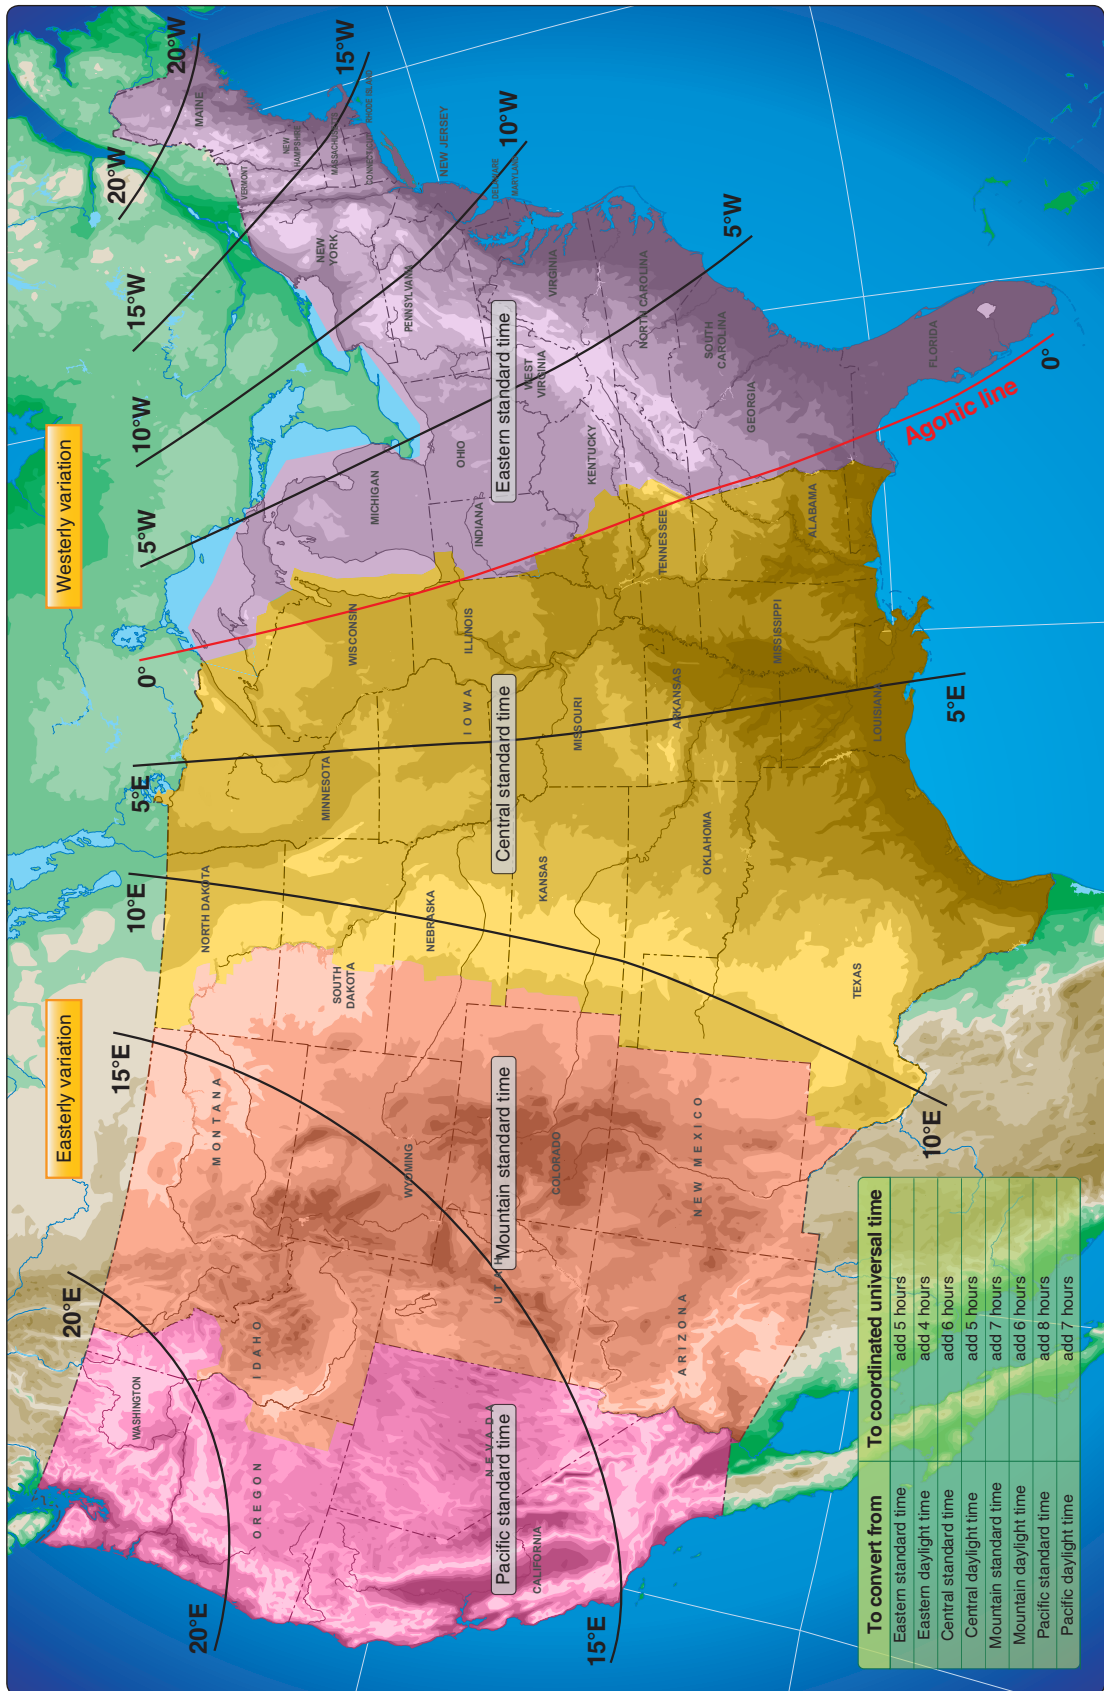 Easterly variation
Westerly variation
20°E
15°E
10°E
5°E
0°
5°W
10°W
15°W
20°W
20°W
15°W
10°W
5°W
0°
5°E
10°E
15°E
20°E
Agonic line
Pacific standard time
Mountain standard time
Central standard time
Eastern standard time
WASHINGTON
OREGON
CALIFORNIA
NEVADA
IDAHO
MONTANA
WYOMING
UTAH
COLORADO
ARIZONA
NEW MEXICO
NORTH DAKOTA
SOUTH
DAKOTA
NEBRASKA
KANSAS
OKLAHOMA
TEXAS
MINNESOTA
IOWA
MISSOURI
ARKANSAS
LOUISIANA
WISCONSIN
ILLINOIS
MISSISSIPPI
MICHIGAN
INDIANA
OHIO
KENTUCKY
TENNESSEE
ALABAMA
GEORGIA
FLORIDA
SOUTH
CAROLINA
NORTH CAROLINA
VIRGINIA
WEST
VIRGINIA
PENNSYLVANIA
NEW
YORK
VERMONT
NEW
HAMPSHIRE
MAINE
MASSACHUSETTS
RHODE ISLAND
CONNECTICUT
NEW JERSEY
DELAWARE
MARYLAND
To convert from To coordinated universal time
Eastern standard time add 5 hours
Eastern daylight time add 4 hours
Central standard time add 6 hours
Central daylight time add 5 hours
Mountain standard time add 7 hours
Mountain daylight time add 6 hours
Pacific standard time add 8 hours
Pacific daylight time add 7 hours